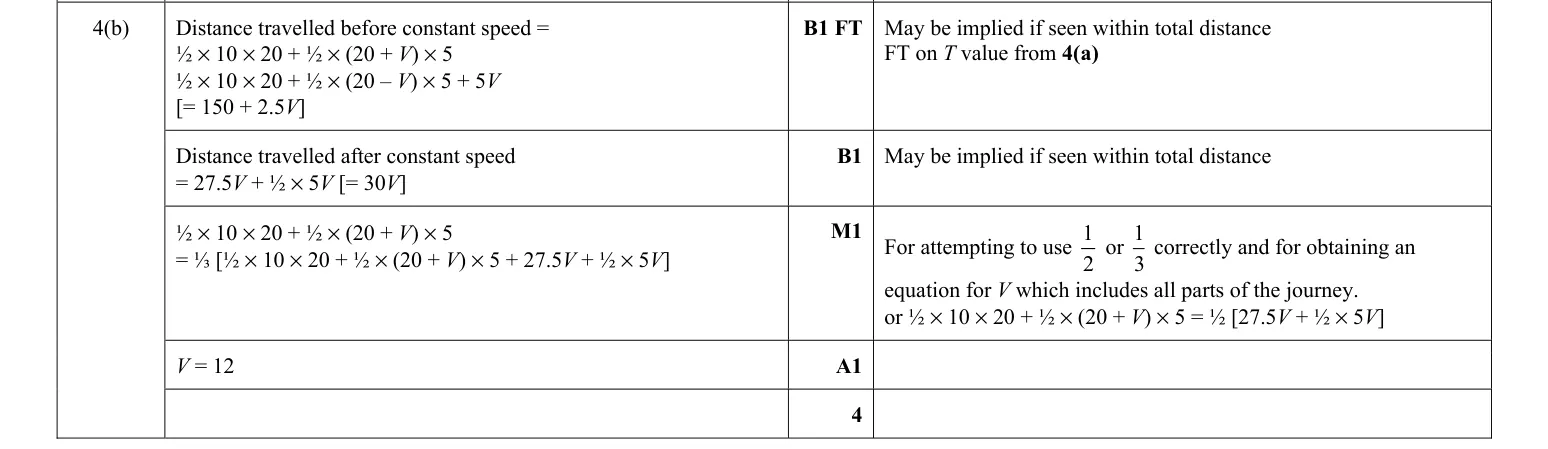 4(b)
Distance travelled before constant speed =
½ × 10 × 20 + ½ × (20 + V) × 5
½ × 10 × 20 + ½ × (20 – V) × 5 + 5V
[= 150 + 2.5V]
B1 FT
May be implied if seen within total distance
FT on T value from 4(a)
Distance travelled after constant speed
= 27.5V + ½ × 5V [= 30V]
B1
May be implied if seen within total distance
½ × 10 × 20 + ½ × (20 + V) × 5
= ⅓ [½ × 10 × 20 + ½ × (20 + V) × 5 + 27.5V + ½ × 5V]
M1
For attempting to use 1/2 or 1/3 correctly and for obtaining an
equation for V which includes all parts of the journey.
or ½ × 10 × 20 + ½ × (20 + V) × 5 = ½ [27.5V + ½ × 5V]
V = 12
A1
4